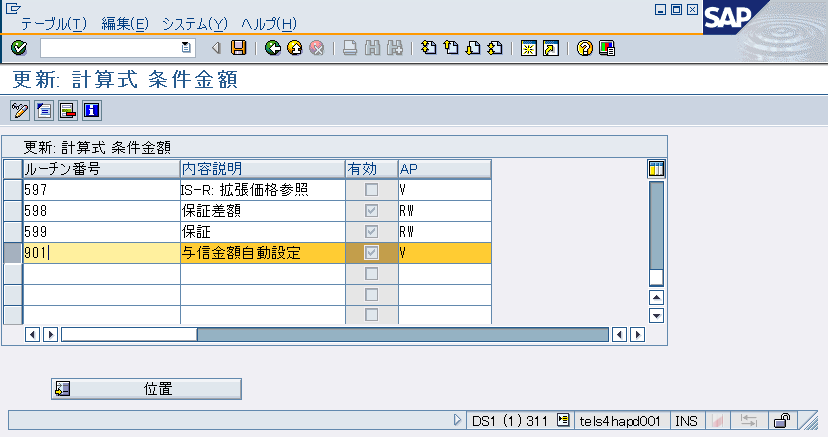 テーブル(T) 編集(E) システム(Y) ヘルプ(H)
SAP
更新: 計算式 条件金額
更新: 計算式 条件金額
ルーチン番号 内容説明 有効 AP
597 IS-R: 拡張価格参照 V
598 保証差額 RW
599 保証 RW
901 与信金額自動設定 V
位置
DS1 (1) 311 tels4hapd001 INS